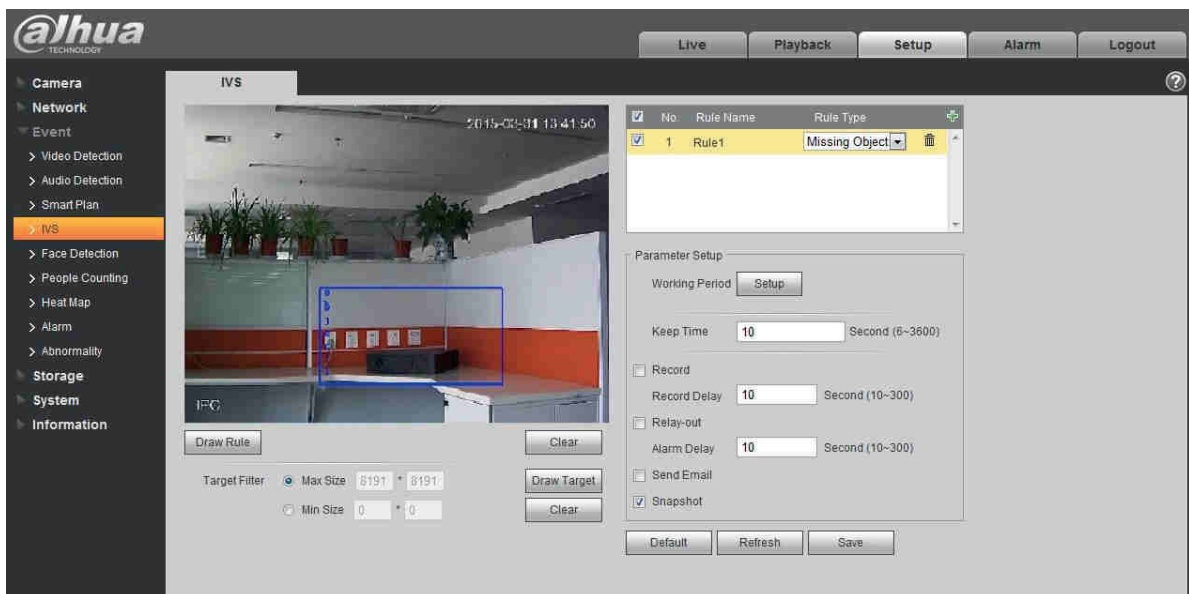 alhua
TECHNOLOGY
Live Playback Setup Alarm Logout
Camera
Network
Event
Video Detection
Audio Detection
Smart Plan
IVS
Face Detection
People Counting
Heat Map
Alarm
Abnormality
Storage
System
Information
IVS
13:41:50
IPC
Draw Rule Clear
Target Filter Max Size 8191 * 8191 Draw Target
Min Size 0 * 0 Clear
No. Rule Name Rule Type
1 Rule1 Missing Object
Parameter Setup
Working Period Setup
Keep Time 10 Second (6~3600)
Record
Record Delay 10 Second (10~300)
Relay-out
Alarm Delay 10 Second (10~300)
Send Email
Snapshot
Default Refresh Save
?